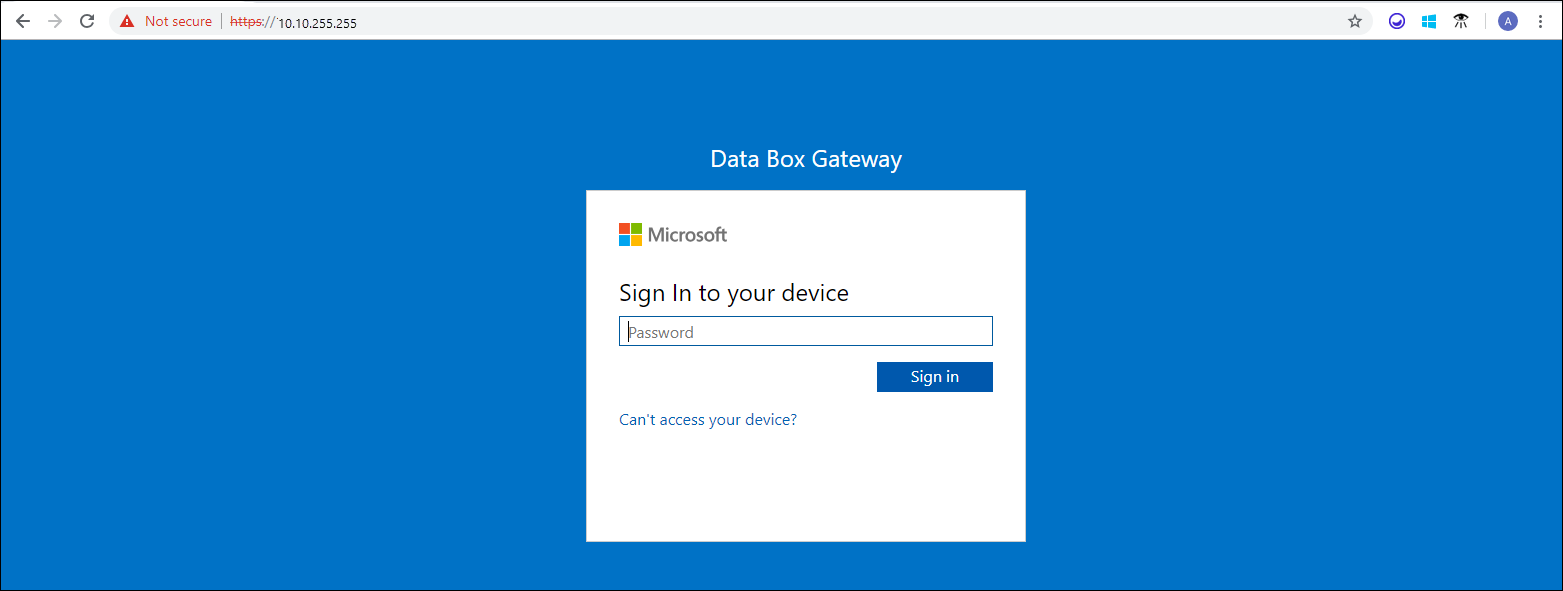 Not secure | https://10.10.255.255
A
Data Box Gateway
Microsoft
Sign In to your device
Password
Sign in
Can't access your device?